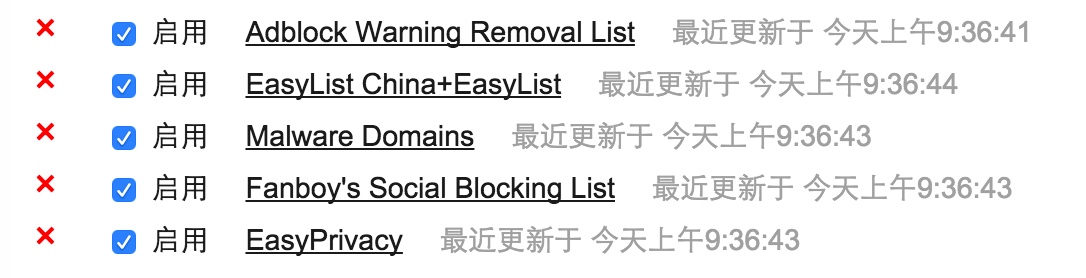 启用 Adblock Warning Removal List 最近更新于 今天上午9:36:41
启用 EasyList China+EasyList 最近更新于 今天上午9:36:44
启用 Malware Domains 最近更新于 今天上午9:36:43
启用 Fanboy's Social Blocking List 最近更新于 今天上午9:36:43
启用 EasyPrivacy 最近更新于 今天上午9:36:43